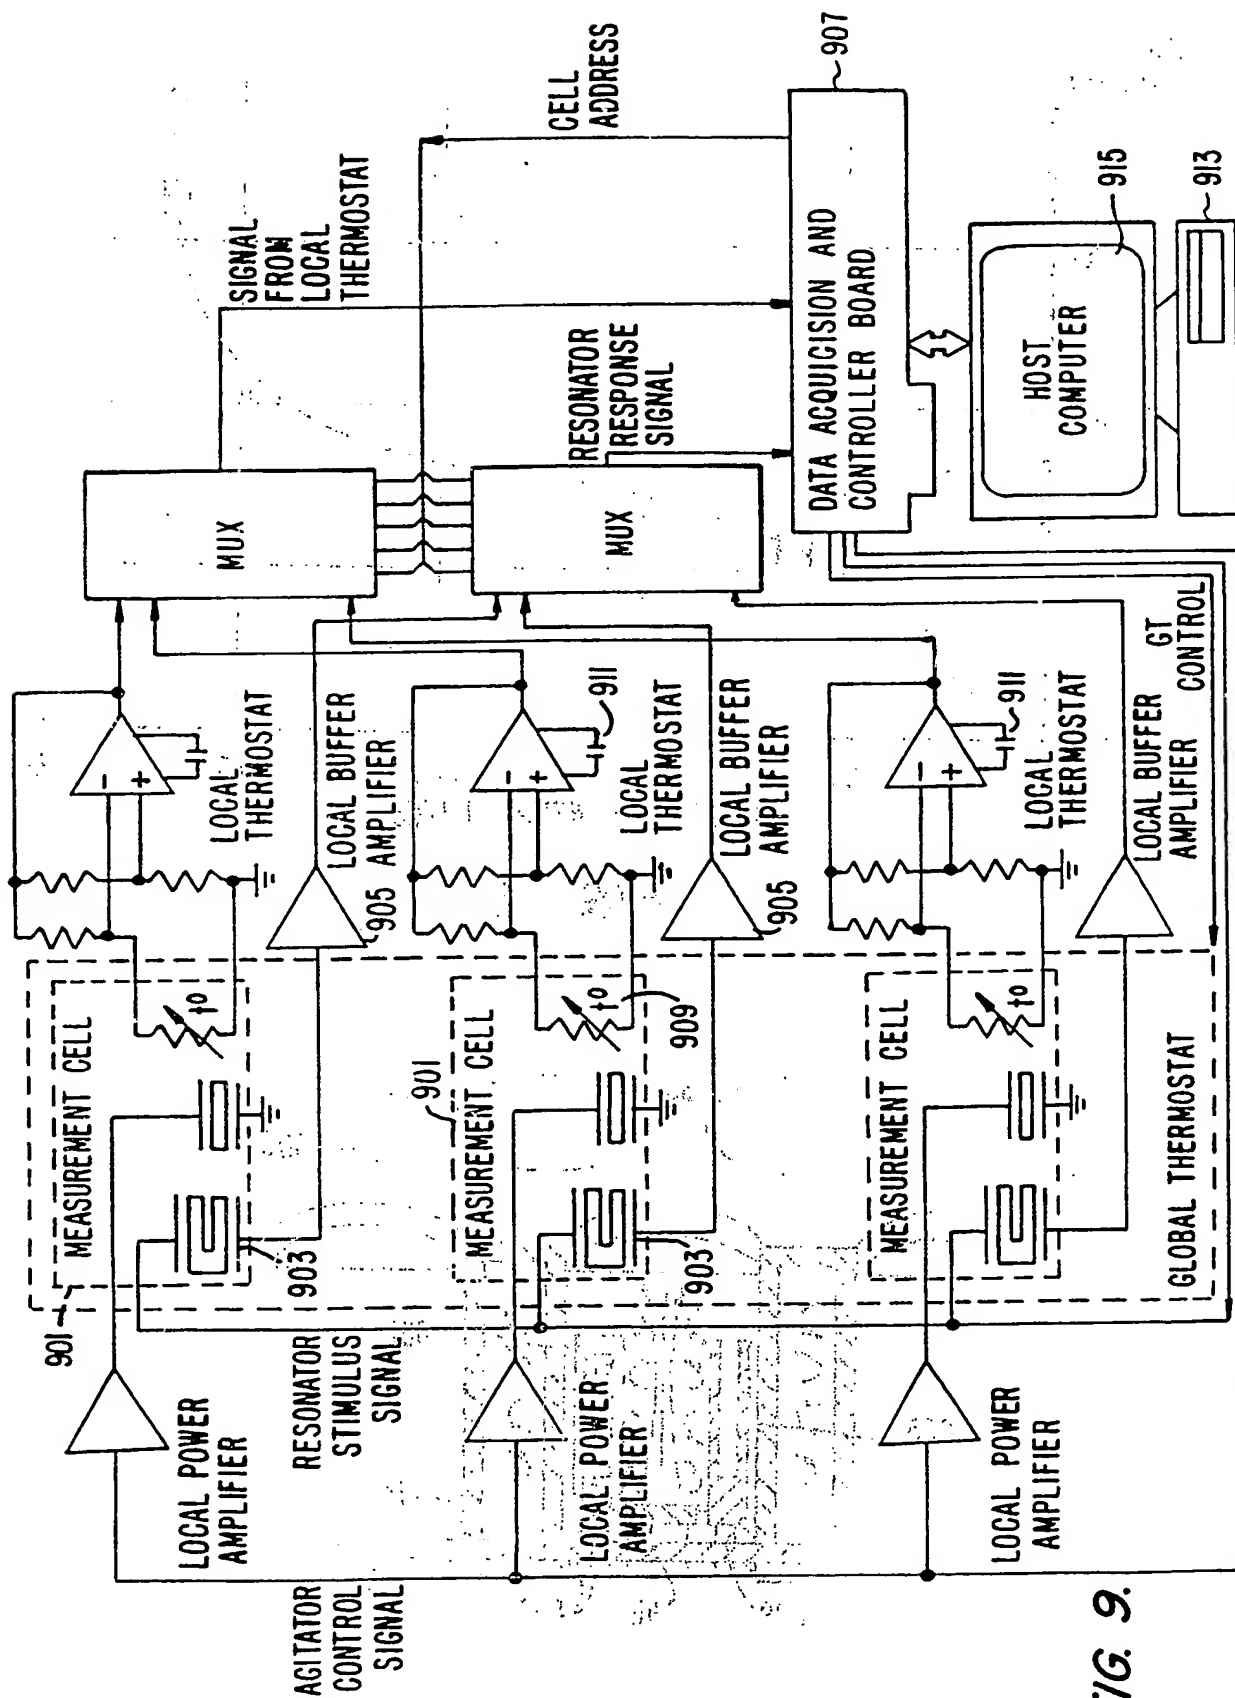 AGITATOR
CONTROL
SIGNAL
RESONATOR
STIMULUS
SIGNAL
LOCAL POWER
AMPLIFIER
LOCAL POWER
AMPLIFIER
LOCAL POWER
AMPLIFIER
901
MEASUREMENT CELL
903
t°
901
MEASUREMENT CELL
903
t°
909
MEASUREMENT CELL
t°
GLOBAL THERMOSTAT
-
+
LOCAL
THERMOSTAT
LOCAL BUFFER
AMPLIFIER
905
-
+
911
LOCAL
THERMOSTAT
LOCAL BUFFER
AMPLIFIER
905
-
+
911
LOCAL
THERMOSTAT
LOCAL BUFFER
AMPLIFIER
GT
CONTROL
MUX
MUX
SIGNAL
FROM
LOCAL
THERMOSTAT
RESONATOR
RESPONSE
SIGNAL
CELL
ADDRESS
DATA ACQUICISION AND
CONTROLLER BOARD
907
HOST
COMPUTER
915
913
FIG. 9.